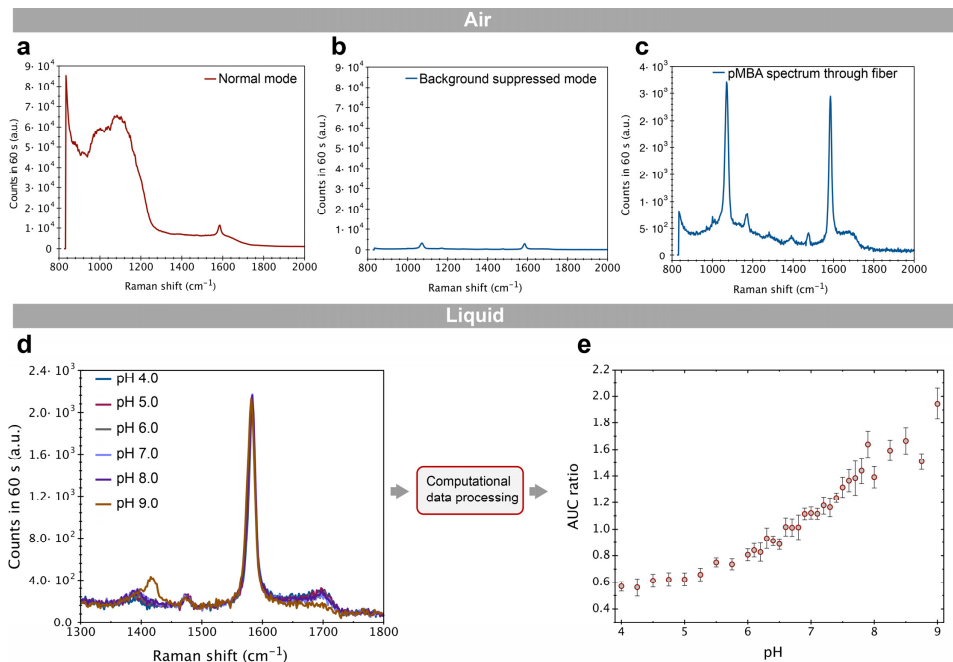 Air
a
b
c
9· 10⁴
8· 10⁴
7· 10⁴
6· 10⁴
5· 10⁴
4· 10⁴
3· 10⁴
2· 10⁴
1· 10⁴
0
Counts in 60 s (a.u.)
Normal mode
800 1000 1200 1400 1600 1800 2000
Raman shift (cm⁻¹)
9· 10⁴
8· 10⁴
7· 10⁴
6· 10⁴
5· 10⁴
4· 10⁴
3· 10⁴
2· 10⁴
1· 10⁴
0
Counts in 60 s (a.u.)
Background suppressed mode
800 1000 1200 1400 1600 1800 2000
Raman shift (cm⁻¹)
4· 10³
3· 10³
3· 10³
2· 10³
2· 10³
1· 10³
5· 10²
0
Counts in 60 s (a.u.)
pMBA spectrum through fiber
800 1000 1200 1400 1600 1800 2000
Raman shift (cm⁻¹)
Liquid
d
e
2.4· 10³
2.0· 10³
1.6· 10³
1.2· 10³
8.0· 10²
4.0· 10²
0.0
Counts in 60 s (a.u.)
pH 4.0
pH 5.0
pH 6.0
pH 7.0
pH 8.0
pH 9.0
1300 1400 1500 1600 1700 1800
Raman shift (cm⁻¹)
Computational
data processing
2.2
2.0
1.8
1.6
1.4
1.2
1.0
0.8
0.6
0.4
AUC ratio
4 5 6 7 8 9
pH